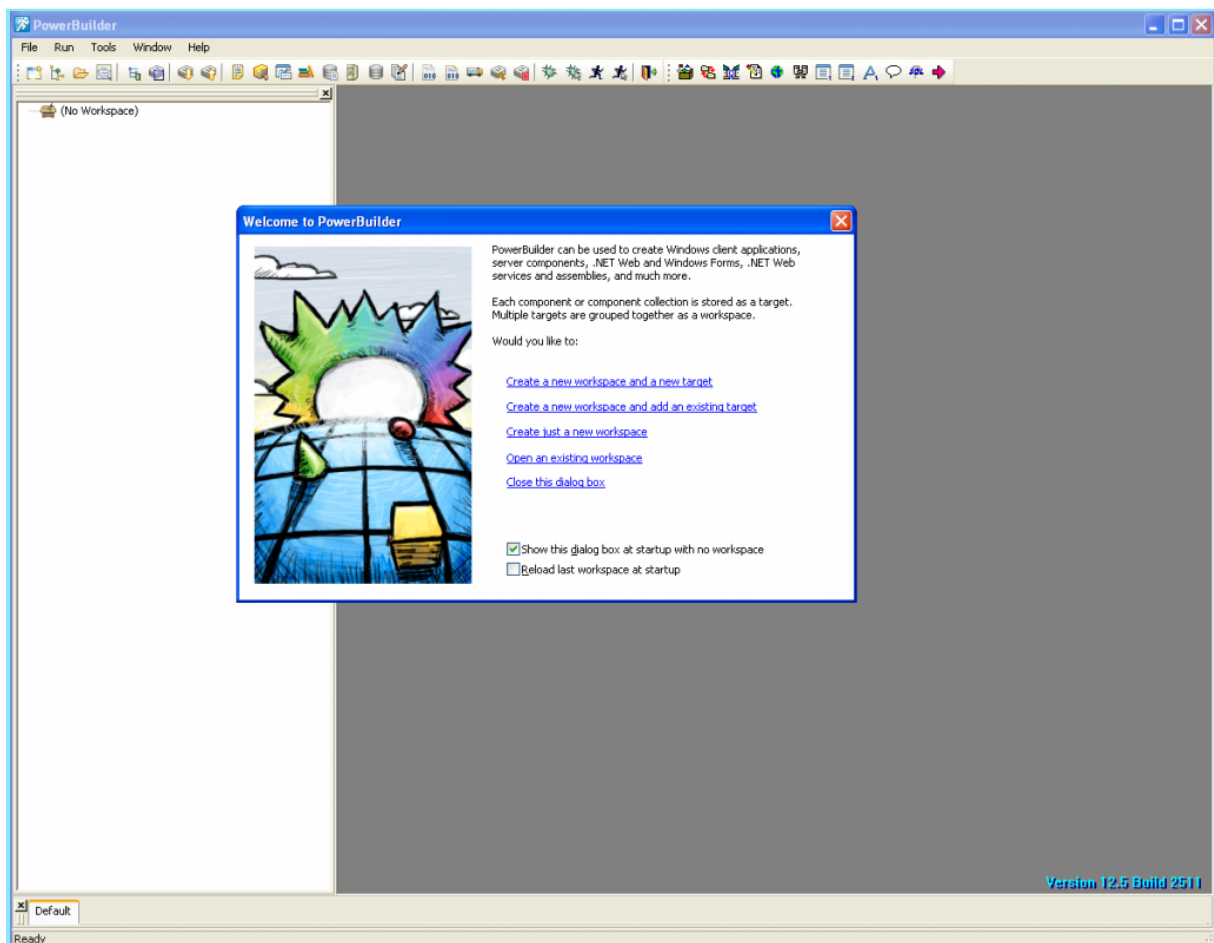 PowerBuilder
File Run Tools Window Help
(No Workspace)
Welcome to PowerBuilder
PowerBuilder can be used to create Windows client applications,
server components, .NET Web and Windows Forms, .NET Web
services and assemblies, and much more.
Each component or component collection is stored as a target.
Multiple targets are grouped together as a workspace.
Would you like to:
Create a new workspace and a new target
Create a new workspace and add an existing target
Create just a new workspace
Open an existing workspace
Close this dialog box
Show this dialog box at startup with no workspace
Reload last workspace at startup
Version 12.5 Build 2511
Default
Ready